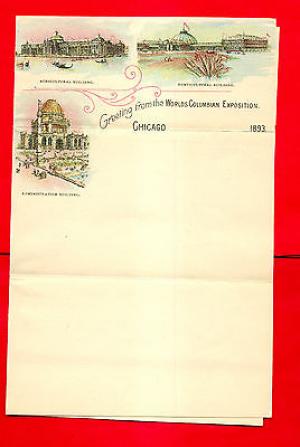 AGRICULTURAL BUILDING.
HORTICULTURAL BUILDING.
Greeting from the WORLDS COLUMBIAN EXPOSITION.
CHICAGO 1893
ADMINISTRATION BUILDING.